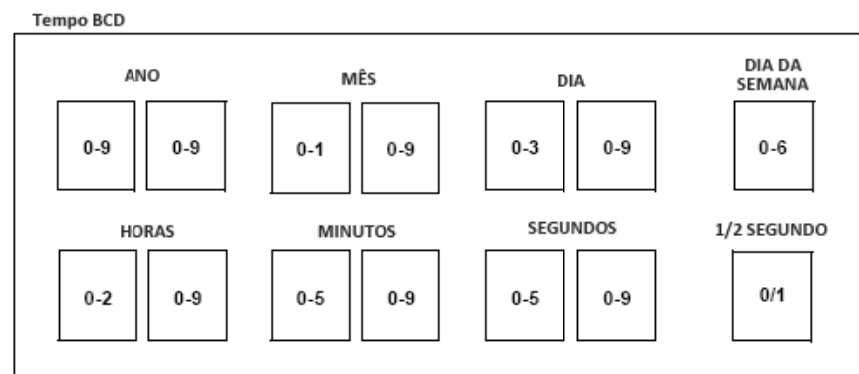 Tempo BCD
ANO
MÊS
DIA
DIA DA
SEMANA
0-9 0-9 0-1 0-9 0-3 0-9 0-6
HORAS
MINUTOS
SEGUNDOS
1/2 SEGUNDO
0-2 0-9 0-5 0-9 0-5 0-9 0/1